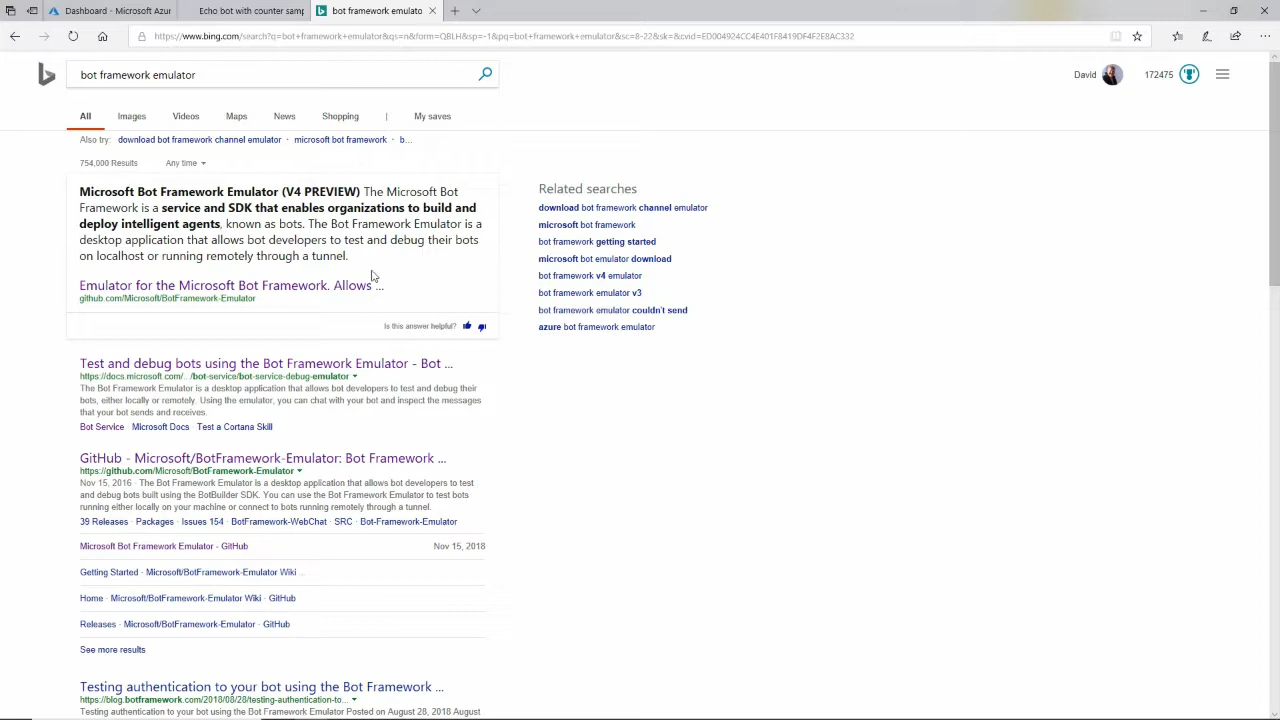 Dashboard - Microsoft Azur
Echo bot with counter samp
bot framework emulato
https://www.bing.com/search?q=bot+framework+emulator&qs=n&form=QBLH&sp=-1&pq=bot+framework+emulator&sc=8-22&sk=&cvid=ED004924CC4E401F8419DF4F2E8AC332
bot framework emulator
David
172475
All Images Videos Maps News Shopping | My saves
Also try: download bot framework channel emulator · microsoft bot framework · b...
754,000 Results Any time
Microsoft Bot Framework Emulator (V4 PREVIEW) The Microsoft Bot
Framework is a service and SDK that enables organizations to build and
deploy intelligent agents, known as bots. The Bot Framework Emulator is a
desktop application that allows bot developers to test and debug their bots
on localhost or running remotely through a tunnel.
Emulator for the Microsoft Bot Framework. Allows ...
github.com/Microsoft/BotFramework-Emulator
Is this answer helpful?
Related searches
download bot framework channel emulator
microsoft bot framework
bot framework getting started
microsoft bot emulator download
bot framework v4 emulator
bot framework emulator v3
bot framework emulator couldn't send
azure bot framework emulator
Test and debug bots using the Bot Framework Emulator - Bot ...
https://docs.microsoft.com/.../bot-service/bot-service-debug-emulator
The Bot Framework Emulator is a desktop application that allows bot developers to test and debug their
bots, either locally or remotely. Using the emulator, you can chat with your bot and inspect the messages
that your bot sends and receives.
Bot Service · Microsoft Docs · Test a Cortana Skill
GitHub - Microsoft/BotFramework-Emulator: Bot Framework ...
https://github.com/Microsoft/BotFramework-Emulator
Nov 15, 2016 · The Bot Framework Emulator is a desktop application that allows bot developers to test
and debug bots built using the BotBuilder SDK. You can use the Bot Framework Emulator to test bots
running either locally on your machine or connect to bots running remotely through a tunnel.
39 Releases · Packages · Issues 154 · BotFramework-WebChat · SRC · Bot-Framework-Emulator
Microsoft Bot Framework Emulator - GitHub Nov 15, 2018
Getting Started · Microsoft/BotFramework-Emulator Wiki ...
Home · Microsoft/BotFramework-Emulator Wiki · GitHub
Releases · Microsoft/BotFramework-Emulator · GitHub
See more results
Testing authentication to your bot using the Bot Framework ...
https://blog.botframework.com/2018/08/28/testing-authentication-to...
Testing authentication to your bot using the Bot Framework Emulator Posted on August 28, 2018 August